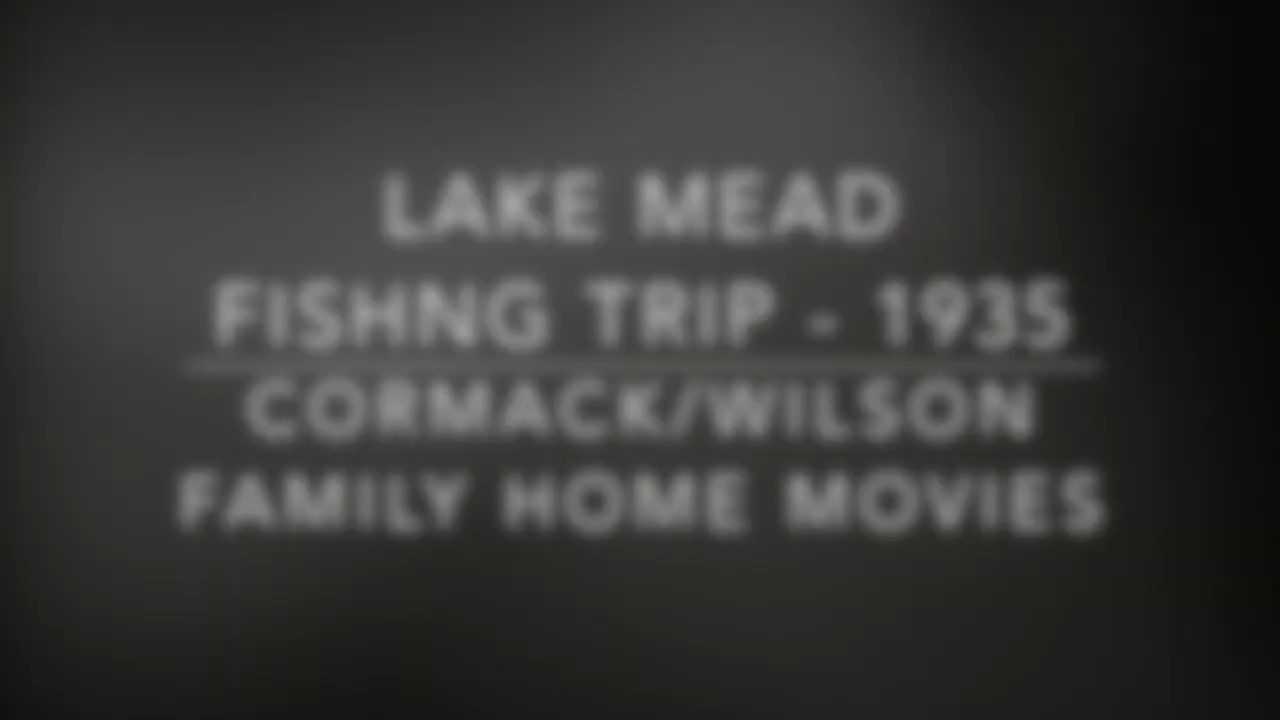 LAKE MEAD
FISHNG TRIP - 1935
CORMACK/WILSON
FAMILY HOME MOVIES